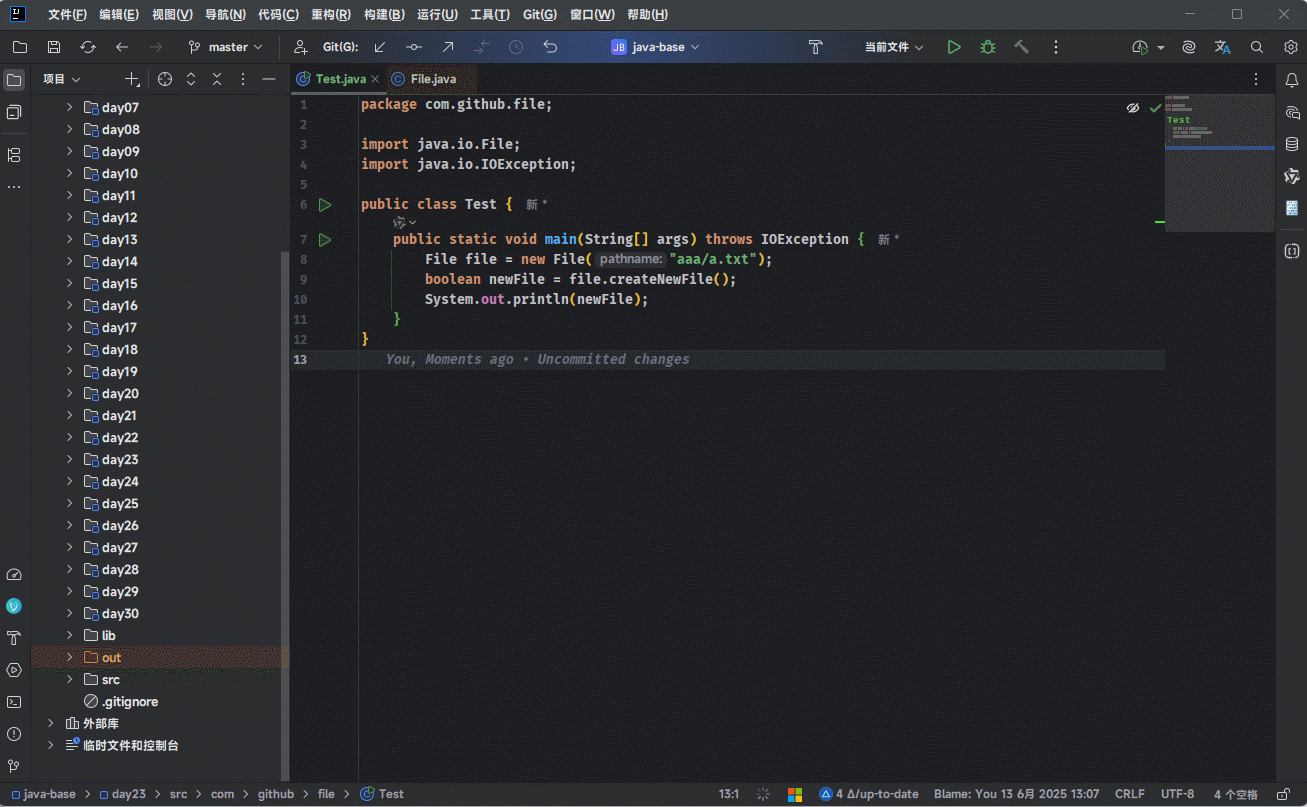 文件(F) 编辑(E) 视图(V) 导航(N) 代码(C) 重构(R) 构建(B) 运行(U) 工具(T) Git(G) 窗口(W) 帮助(H)
master Git(G): JB java-base 当前文件
项目
day07
day08
day09
day10
day11
day12
day13
day14
day15
day16
day17
day18
day19
day20
day21
day22
day23
day24
day25
day26
day27
day28
day29
day30
lib
out
src
.gitignore
外部库
临时文件和控制台
Test.java File.java
1 package com.github.file;
2
3 import java.io.File;
4 import java.io.IOException;
5
6 public class Test { 新 *
7 public static void main(String[] args) throws IOException { 新 *
8 File file = new File( pathname: "aaa/a.txt");
9 boolean newFile = file.createNewFile();
10 System.out.println(newFile);
11 }
12 }
13 You, Moments ago • Uncommitted changes
Test
java-base > day23 > src > com > github > file > Test
13:1 4 Δ/up-to-date Blame: You 13 6月 2025 13:07 CRLF UTF-8 4 个空格